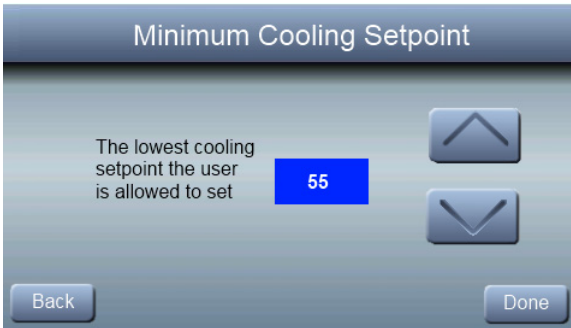 Minimum Cooling Setpoint
The lowest cooling
setpoint the user
is allowed to set
55
Back
Done